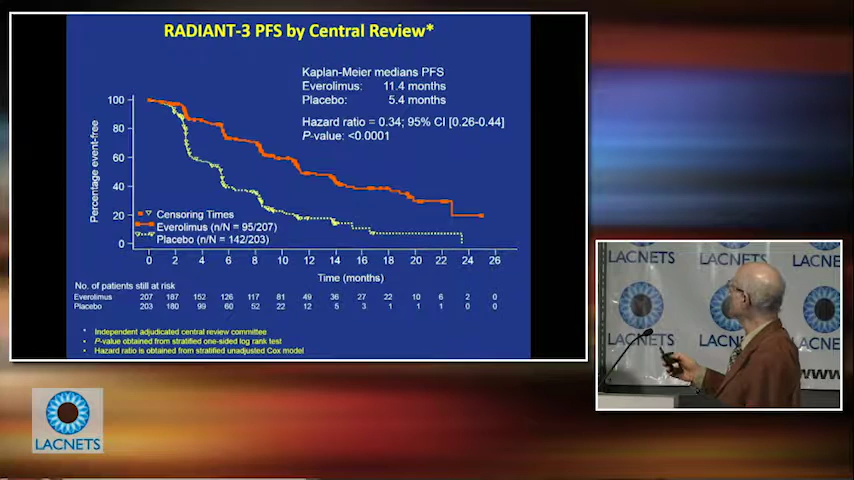 RADIANT-3 PFS by Central Review*
Kaplan-Meier medians PFS
Everolimus: 11.4 months
Placebo: 5.4 months
Hazard ratio = 0.34; 95% CI [0.26-0.44]
P-value: <0.0001
Percentage event-free
100
80
60
40
20
0
Censoring Times
Everolimus (n/N = 95/207)
Placebo (n/N = 142/203)
0 2 4 6 8 10 12 14 16 18 20 22 24 26
Time (months)
No. of patients still at risk
Everolimus 207 187 152 126 117 81 49 36 27 22 10 6 2 0
Placebo 203 180 99 60 52 22 12 5 3 1 1 1 0 0
* Independent adjudicated central review committee
• P-value obtained from stratified one-sided log rank test
• Hazard ratio is obtained from stratified unadjusted Cox model
LACNETS
LACNETS
LACNETS
LACNETS
LACN
www
LACNETS